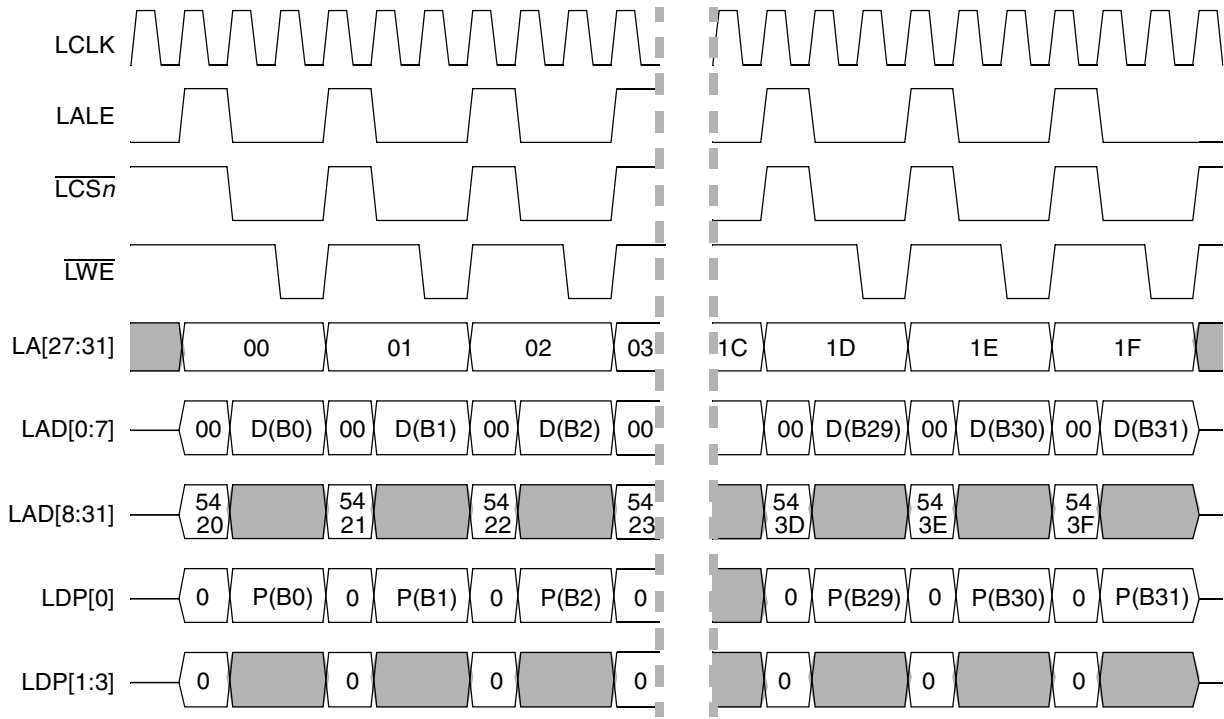 LCLK
LALE
LCSn
LWE
LA[27:31] 00 01 02 03 1C 1D 1E 1F
LAD[0:7] 00 D(B0) 00 D(B1) 00 D(B2) 00 00 D(B29) 00 D(B30) 00 D(B31)
LAD[8:31] 54 54 54 54 54 54 54
20 21 22 23 3D 3E 3F
LDP[0] 0 P(B0) 0 P(B1) 0 P(B2) 0 0 P(B29) 0 P(B30) 0 P(B31)
LDP[1:3] 0 0 0 0 0 0 0